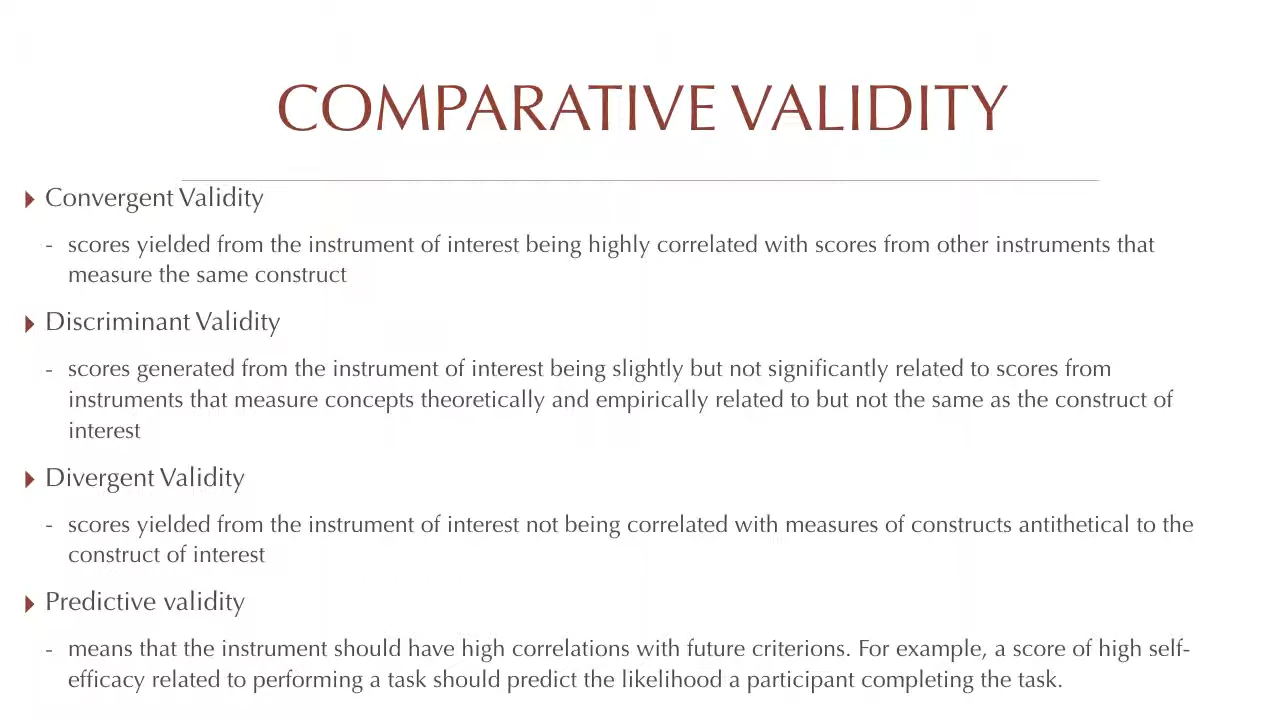 COMPARATIVE VALIDITY
Convergent Validity
- scores yielded from the instrument of interest being highly correlated with scores from other instruments that
measure the same construct
Discriminant Validity
- scores generated from the instrument of interest being slightly but not significantly related to scores from
instruments that measure concepts theoretically and empirically related to but not the same as the construct of
interest
Divergent Validity
- scores yielded from the instrument of interest not being correlated with measures of constructs antithetical to the
construct of interest
Predictive validity
- means that the instrument should have high correlations with future criterions. For example, a score of high self-
efficacy related to performing a task should predict the likelihood a participant completing the task.